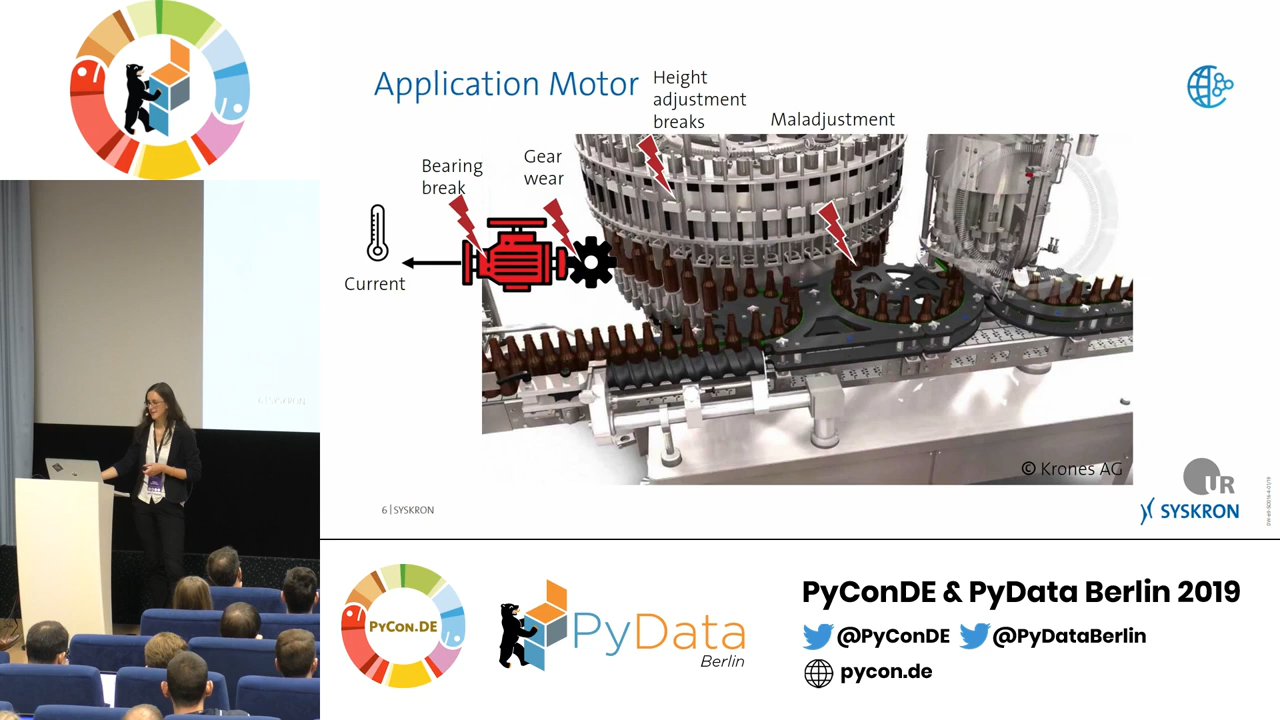 Application Motor
Height
adjustment
breaks
Maladjustment
Bearing
break
Gear
wear
Current
© Krones AG
6 | SYSKRON
UR
SYSKRON
PyCon.DE
PyData
Berlin
PyConDE & PyData Berlin 2019
@PyConDE @PyDataBerlin
pycon.de